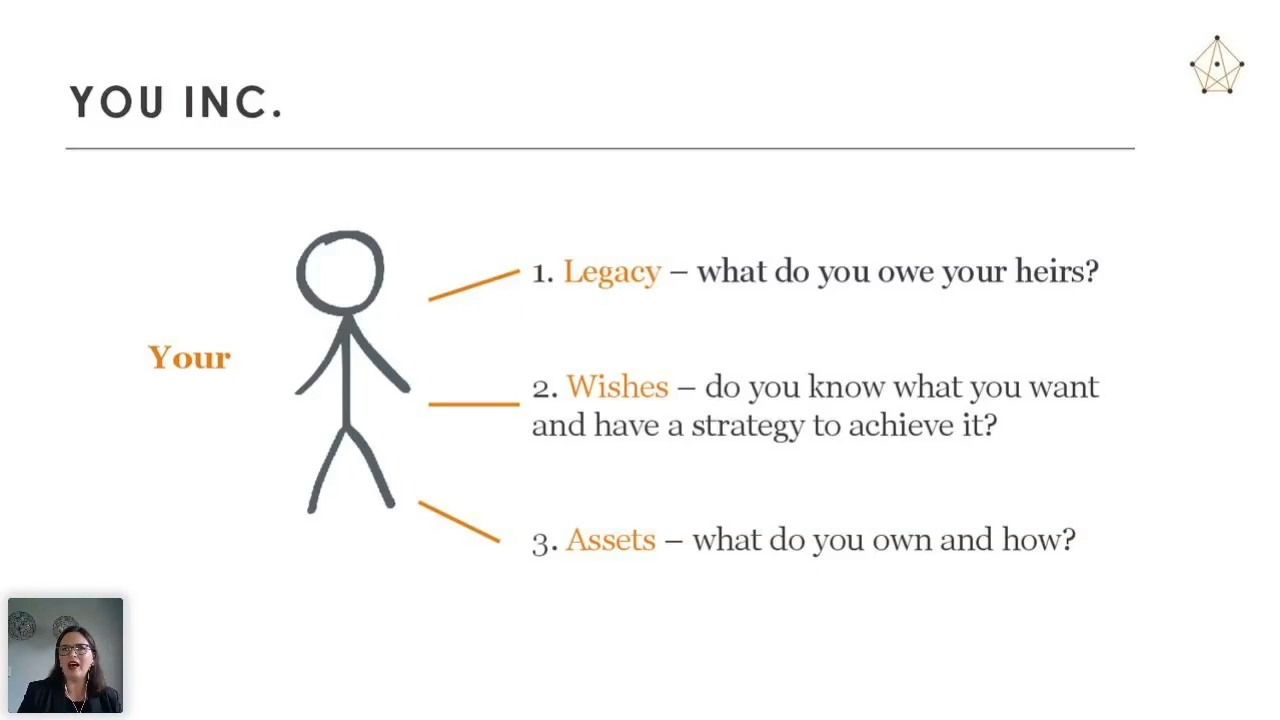 YOU INC.
Your
1. Legacy – what do you owe your heirs?
2. Wishes – do you know what you want
and have a strategy to achieve it?
3. Assets – what do you own and how?